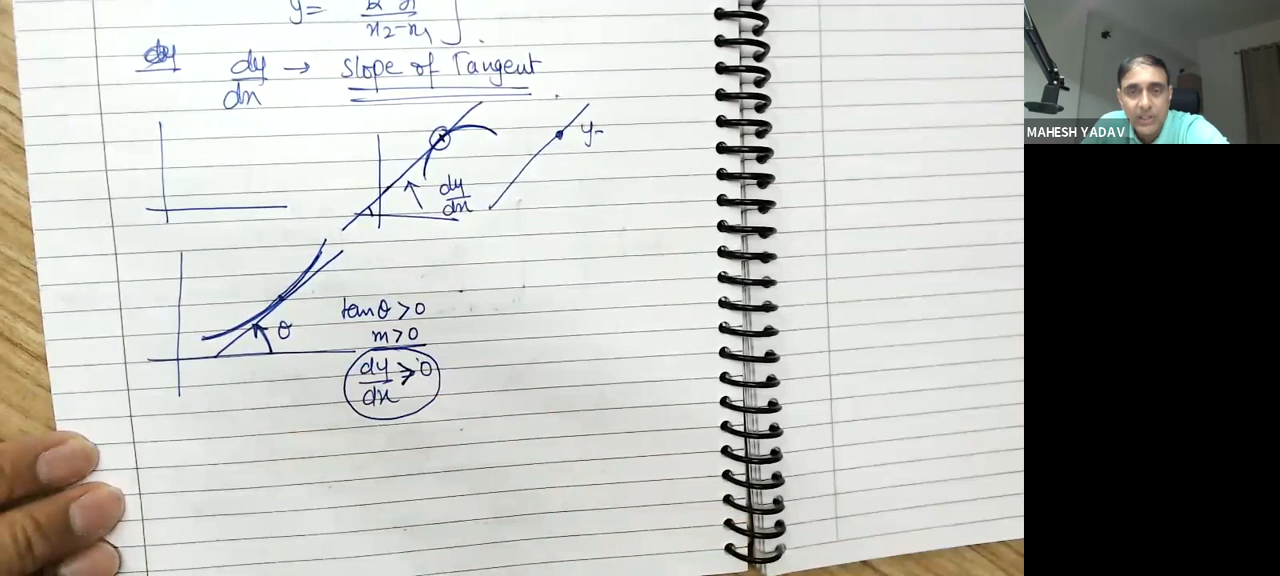 y =
x₂-x₁
dy/dx → Slope of Tangent
y-
dy/dx
θ
tanθ > 0
m > 0
dy/dx ≥ 0
MAHESH YADAV